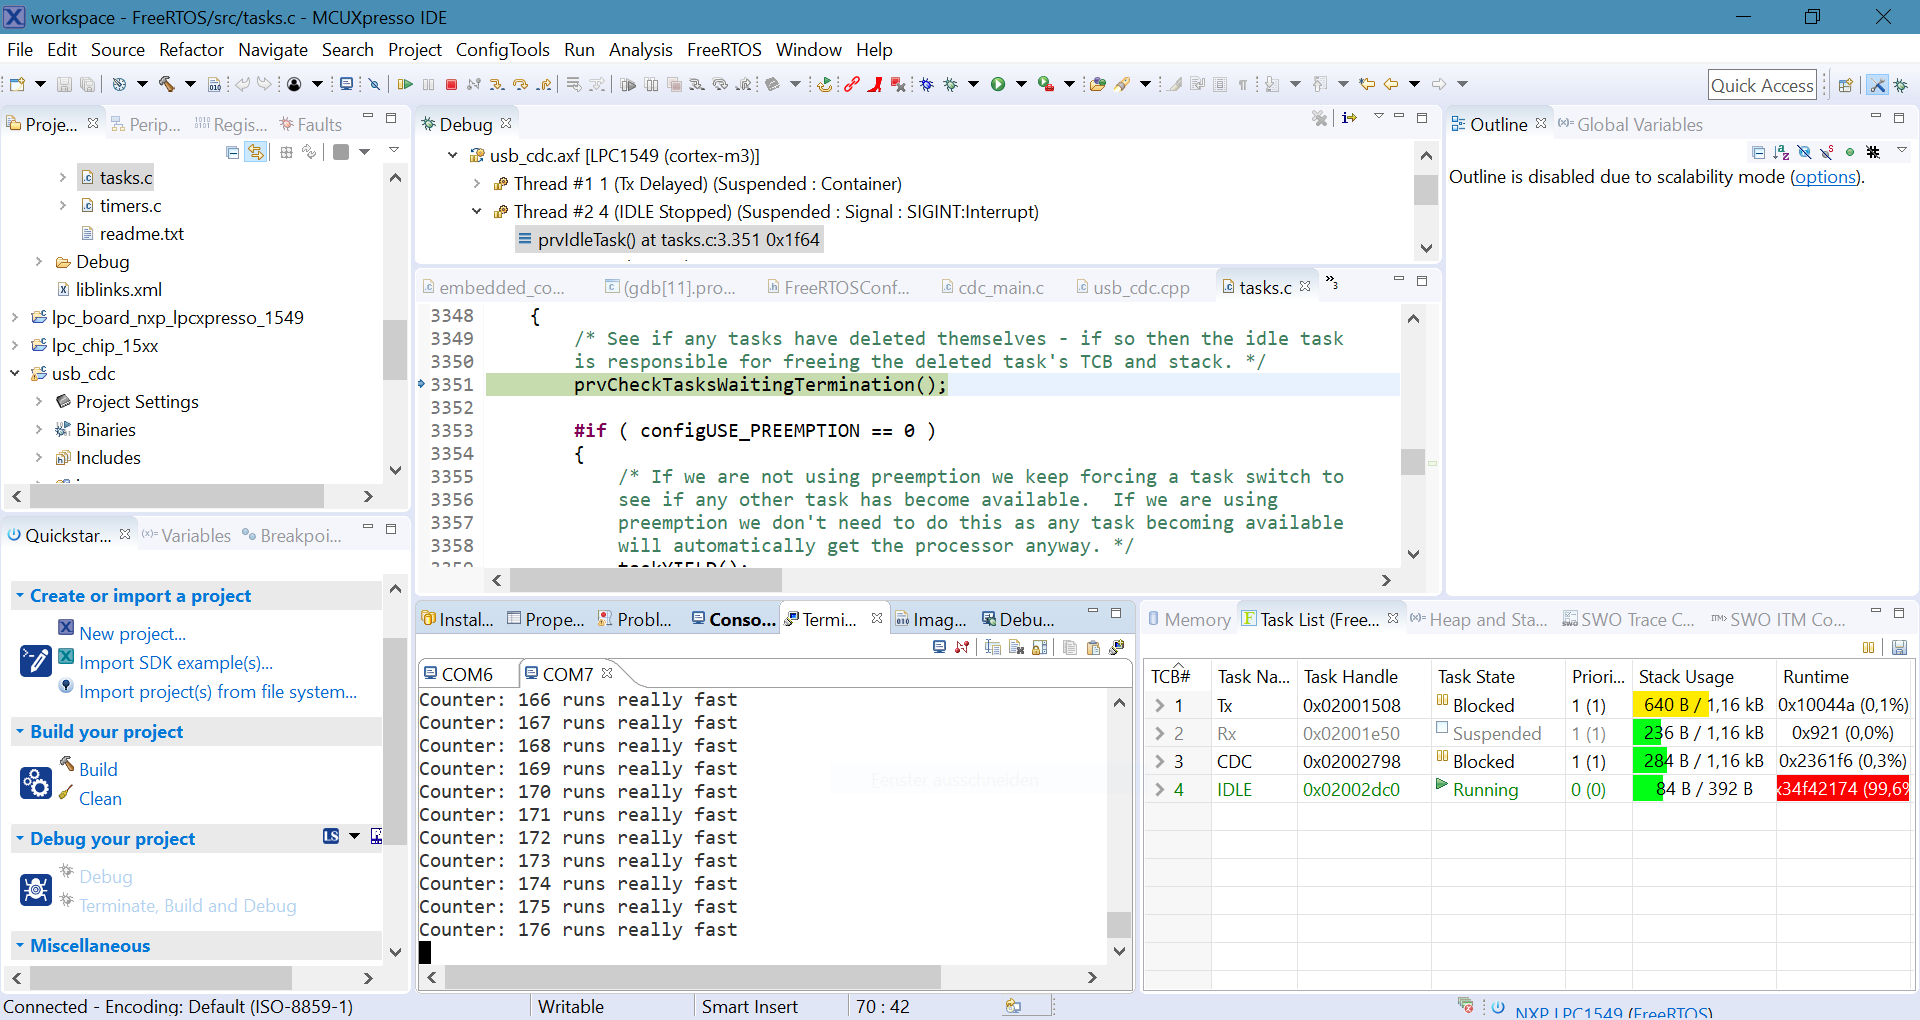 workspace - FreeRTOS/src/tasks.c - MCUXpresso IDE
File Edit Source Refactor Navigate Search Project ConfigTools Run Analysis FreeRTOS Window Help
Quick Access
Proje... Perip... Regis... Faults
tasks.c
timers.c
readme.txt
Debug
liblinks.xml
lpc_board_nxp_lpcxpresso_1549
lpc_chip_15xx
usb_cdc
Project Settings
Binaries
Includes
Debug
usb_cdc.axf [LPC1549 (cortex-m3)]
Thread #1 1 (Tx Delayed) (Suspended : Container)
Thread #2 4 (IDLE Stopped) (Suspended : Signal : SIGINT:Interrupt)
prvIdleTask() at tasks.c:3.351 0x1f64
embedded_co... (gdb[11].pro... FreeRTOSConf... cdc_main.c usb_cdc.cpp tasks.c »3
3348 {
3349 /* See if any tasks have deleted themselves - if so then the idle task
3350 is responsible for freeing the deleted task's TCB and stack. */
3351 prvCheckTasksWaitingTermination();
3352
3353 #if ( configUSE_PREEMPTION == 0 )
3354 {
3355 /* If we are not using preemption we keep forcing a task switch to
3356 see if any other task has become available. If we are using
3357 preemption we don't need to do this as any task becoming available
3358 will automatically get the processor anyway. */
3359 taskYIELD();
Outline Global Variables
Outline is disabled due to scalability mode (options).
Quickstar... Variables Breakpoi...
Create or import a project
New project...
Import SDK example(s)...
Import project(s) from file system...
Build your project
Build
Clean
Debug your project
LS
Debug
Terminate, Build and Debug
Miscellaneous
Instal... Prope... Probl... Conso... Termi... Imag... Debu...
COM6 COM7
Counter: 166 runs really fast
Counter: 167 runs really fast
Counter: 168 runs really fast
Counter: 169 runs really fast
Counter: 170 runs really fast
Counter: 171 runs really fast
Counter: 172 runs really fast
Counter: 173 runs really fast
Counter: 174 runs really fast
Counter: 175 runs really fast
Counter: 176 runs really fast
Fenster ausschneiden
Memory Task List (Free... Heap and Sta... SWO Trace C... SWO ITM Co...
TCB# Task Na... Task Handle Task State Priori... Stack Usage Runtime
1 Tx 0x02001508 Blocked 1 (1) 640 B / 1,16 kB 0x10044a (0,1%)
2 Rx 0x02001e50 Suspended 1 (1) 236 B / 1,16 kB 0x921 (0,0%)
3 CDC 0x02002798 Blocked 1 (1) 284 B / 1,16 kB 0x2361f6 (0,3%)
4 IDLE 0x02002dc0 Running 0 (0) 84 B / 392 B x34f42174 (99,6%
Connected - Encoding: Default (ISO-8859-1) Writable Smart Insert 70 : 42
NXP LPC1549 (FreeRTOS)